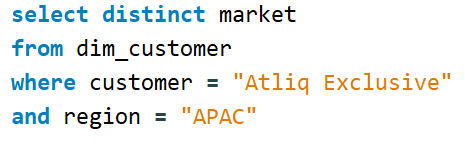 select distinct market
from dim_customer
where customer = "Atliq Exclusive"
and region = "APAC"